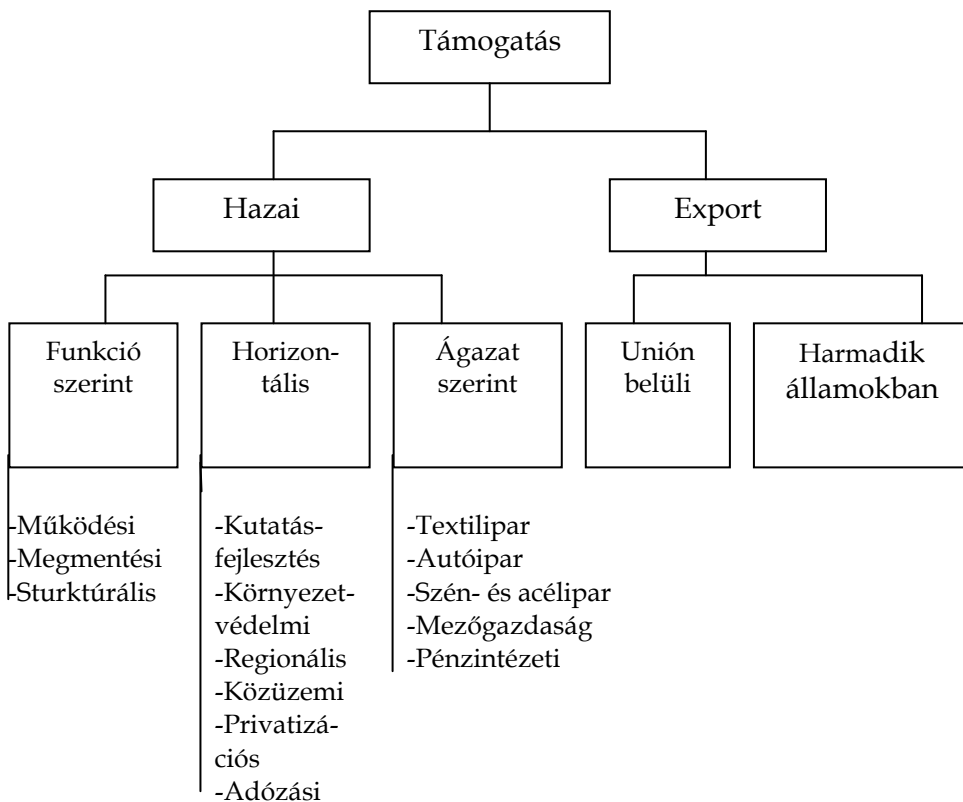 Támogatás
Hazai
Export
Funkció
szerint
Horizon-
tális
Ágazat
szerint
Unión
belüli
Harmadik
államokban
-Működési
-Megmentési
-Sturktúrális
-Kutatás-
fejlesztés
-Környezet-
védelmi
-Regionális
-Közüzemi
-Privatizá-
ciós
-Adózási
-Textilipar
-Autóipar
-Szén- és acélipar
-Mezőgazdaság
-Pénzintézeti